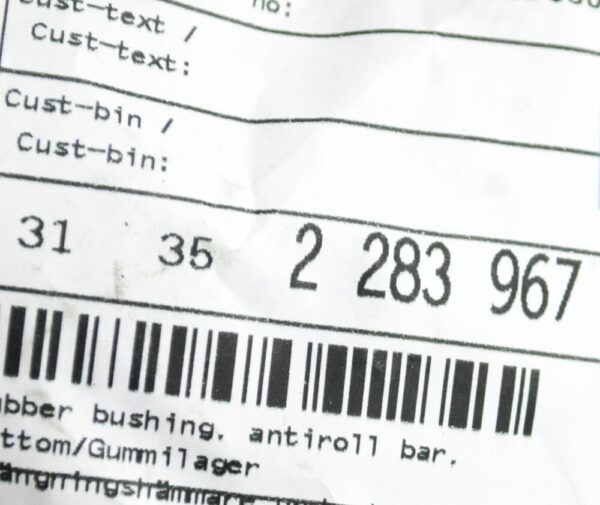 no:
Cust-text /
Cust-text:
Cust-bin /
Cust-bin:
31 35 2 283 967
bber bushing, antiroll bar,
ttom/Gummilager